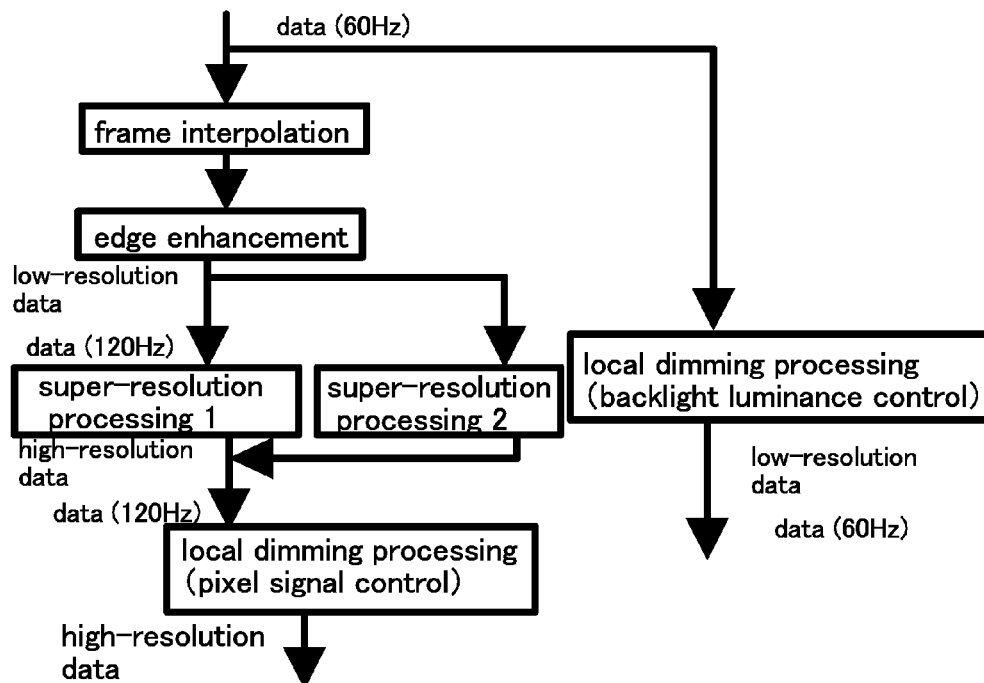 data (60Hz)
frame interpolation
edge enhancement
low-resolution
data
data (120Hz)
super-resolution
processing 1
super-resolution
processing 2
local dimming processing
(backlight luminance control)
high-resolution
data
data (120Hz)
low-resolution
data
data (60Hz)
local dimming processing
(pixel signal control)
high-resolution
data